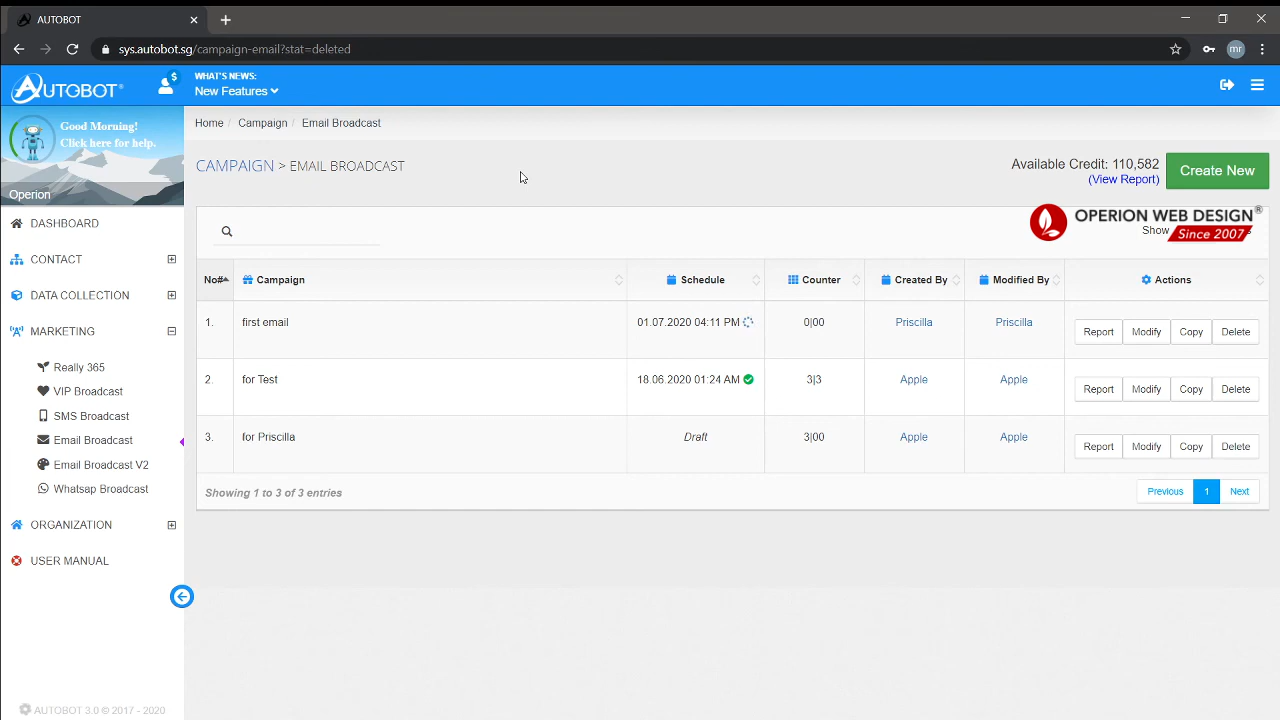 AUTOBOT
sys.autobot.sg/campaign-email?stat=deleted
mr
AUTOBOT®
$
WHAT'S NEWS:
New Features
Good Morning!
Click here for help.
Operion
Home / Campaign / Email Broadcast
CAMPAIGN > EMAIL BROADCAST
Available Credit: 110,582
(View Report)
Create New
OPERION WEB DESIGN®
Since 2007
Show
DASHBOARD
CONTACT
DATA COLLECTION
MARKETING
Really 365
VIP Broadcast
SMS Broadcast
Email Broadcast
Email Broadcast V2
Whatsap Broadcast
ORGANIZATION
USER MANUAL
No# Campaign Schedule Counter Created By Modified By Actions
1. first email 01.07.2020 04:11 PM 0|00 Priscilla Priscilla Report Modify Copy Delete
2. for Test 18.06.2020 01:24 AM 3|3 Apple Apple Report Modify Copy Delete
3. for Priscilla Draft 3|00 Apple Apple Report Modify Copy Delete
Showing 1 to 3 of 3 entries
Previous 1 Next
AUTOBOT 3.0 © 2017 - 2020